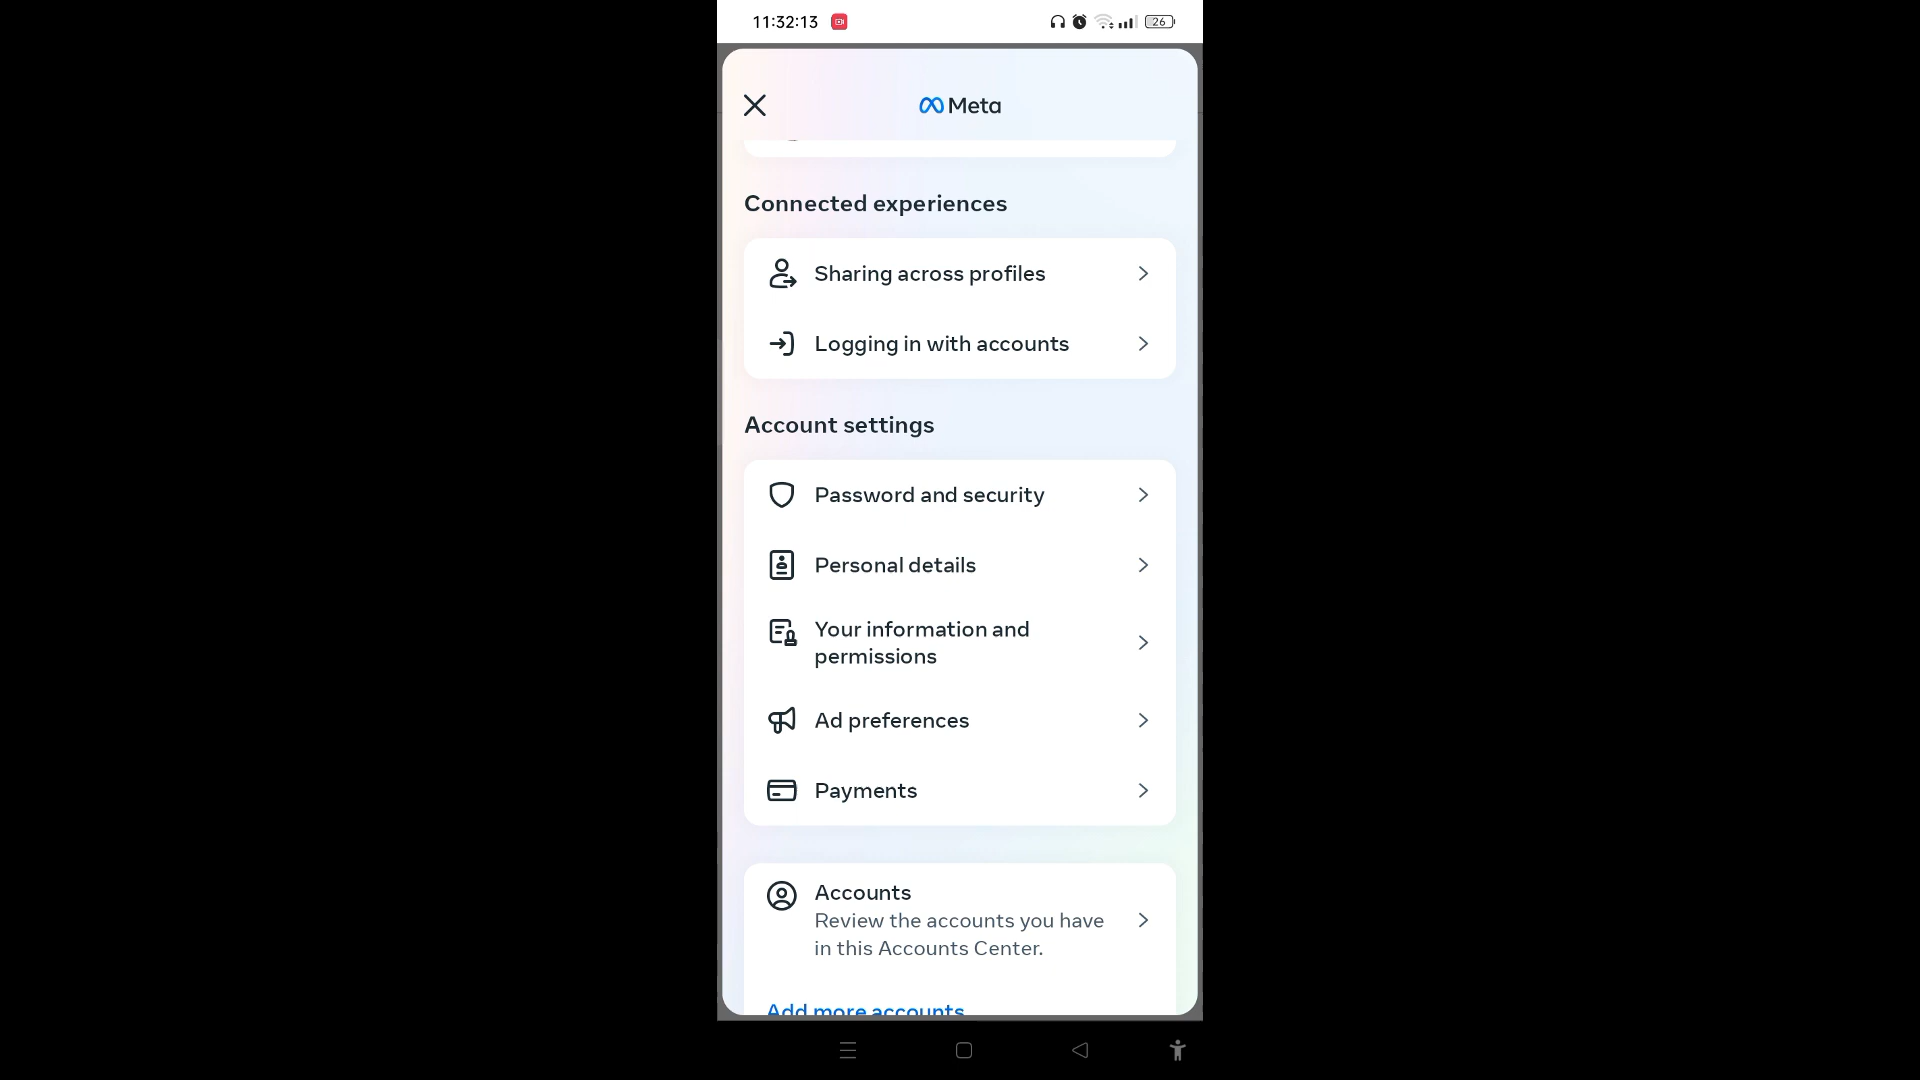 11:32:13
26
Meta
Connected experiences
Sharing across profiles
Logging in with accounts
Account settings
Password and security
Personal details
Your information and
permissions
Ad preferences
Payments
Accounts
Review the accounts you have
in this Accounts Center.
Add more accounts